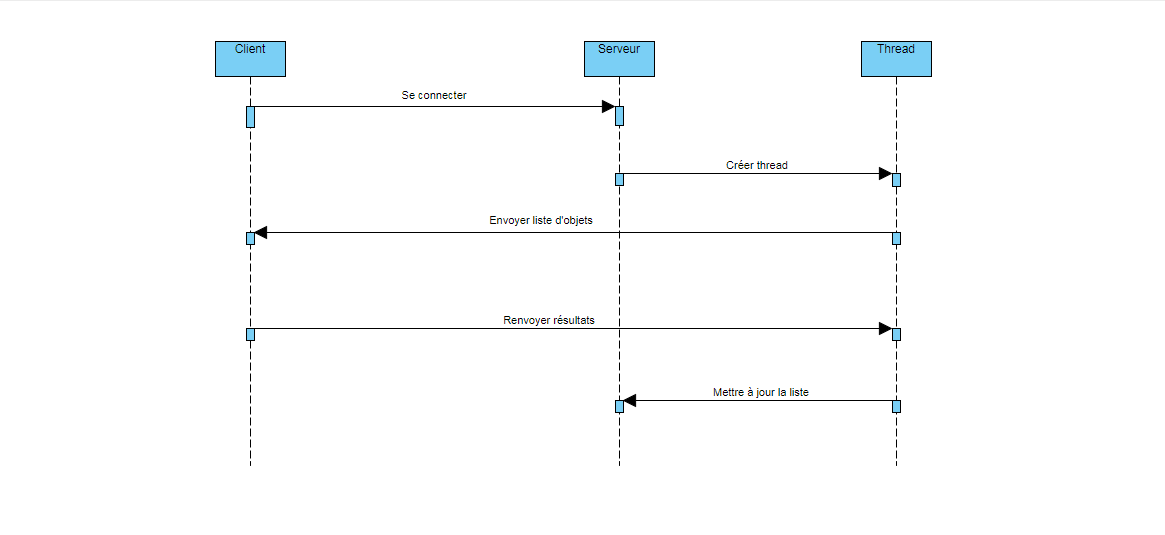 Client
Serveur
Thread
Se connecter
Créer thread
Envoyer liste d'objets
Renvoyer résultats
Mettre à jour la liste